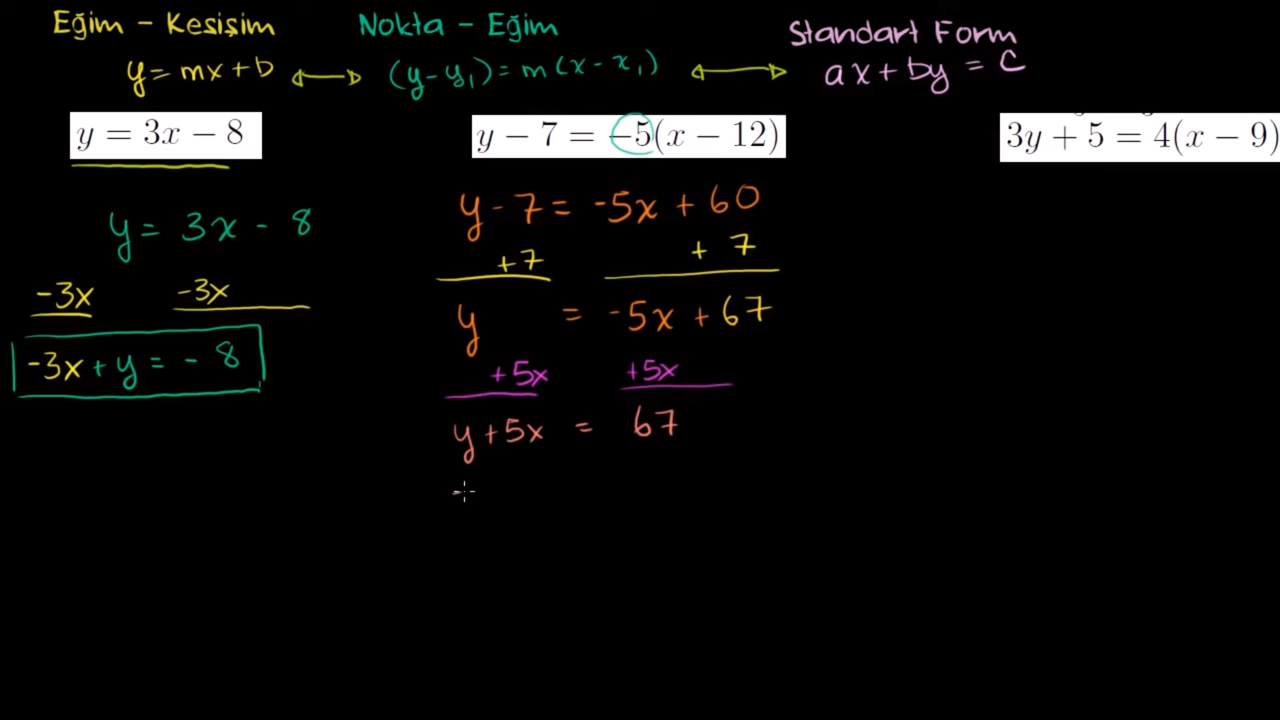 Eğim - Kesişim
y = mx + b
Nokta - Eğim
(y - y₁) = m (x - x₁)
Standart Form
ax + by = c
y = 3x − 8
y − 7 = −5(x − 12)
3y + 5 = 4(x − 9)
y = 3x - 8
-3x -3x
-3x + y = - 8
y - 7 = -5x + 60
+7 + 7
y = -5x + 67
+5x +5x
y + 5x = 67